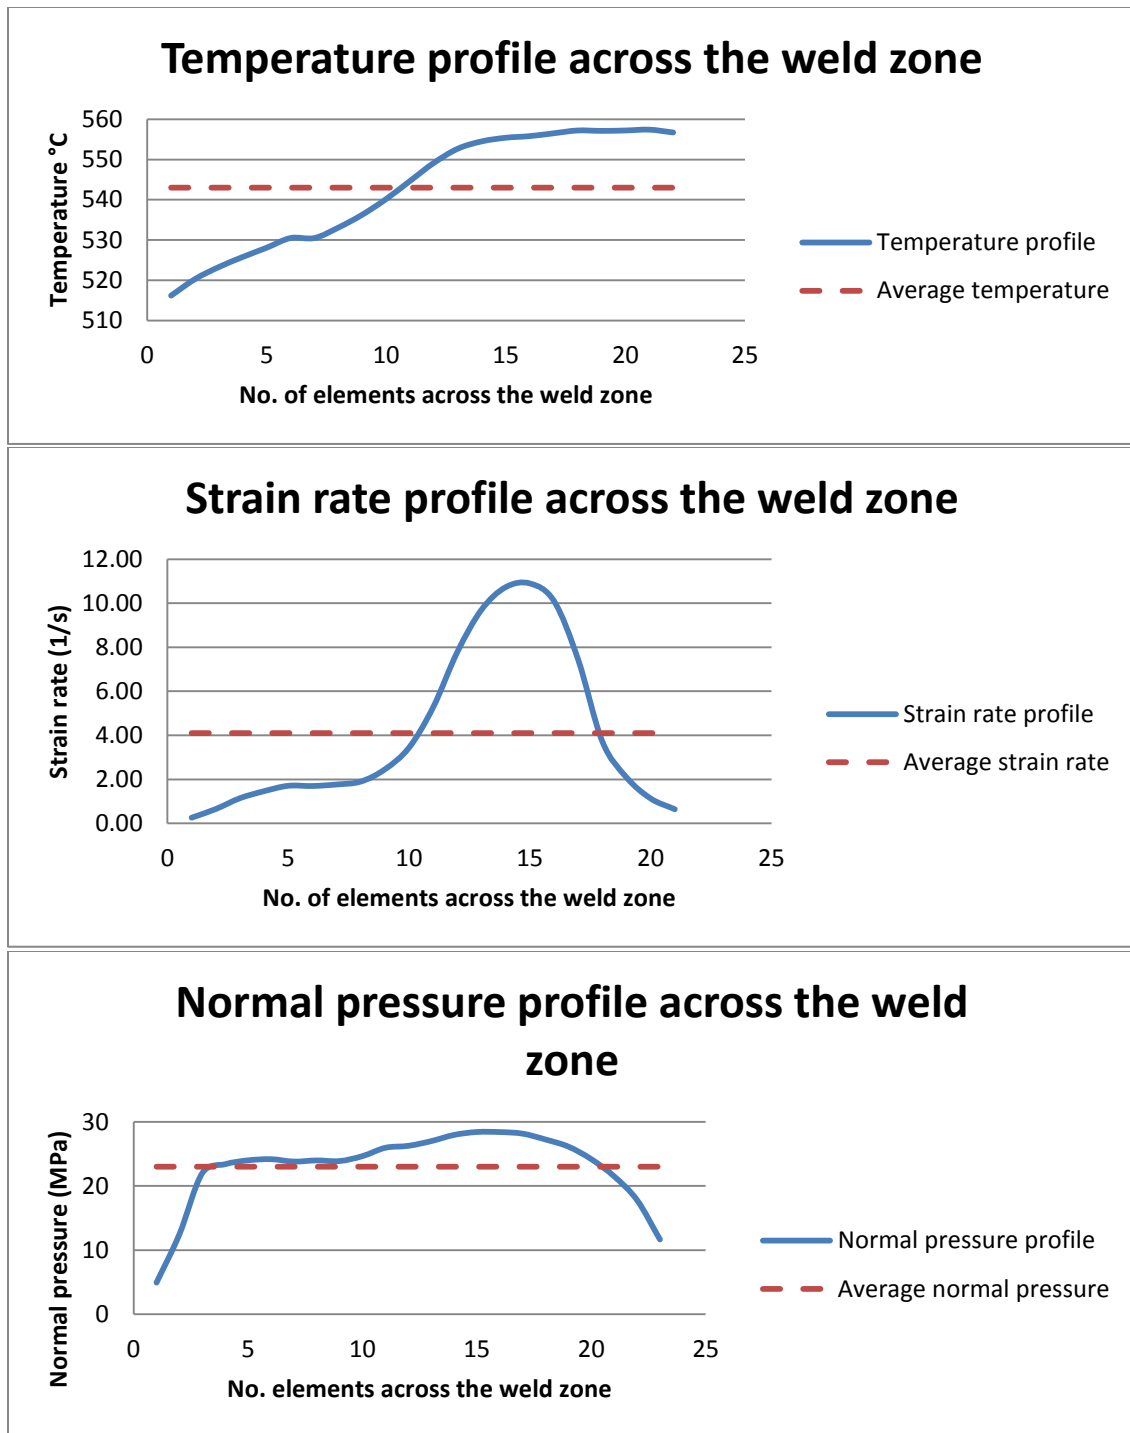 Temperature profile across the weld zone
560
550
540
530
520
510
Temperature °C
0 5 10 15 20 25
No. of elements across the weld zone
Temperature profile
Average temperature
Strain rate profile across the weld zone
12.00
10.00
8.00
6.00
4.00
2.00
0.00
Strain rate (1/s)
0 5 10 15 20 25
No. of elements across the weld zone
Strain rate profile
Average strain rate
Normal pressure profile across the weld
zone
30
20
10
0
Normal pressure (MPa)
0 5 10 15 20 25
No. elements across the weld zone
Normal pressure profile
Average normal pressure